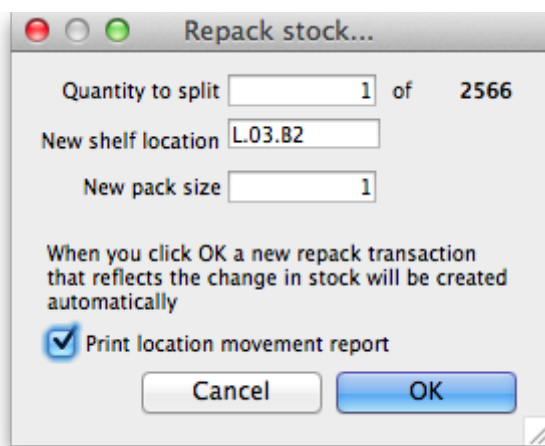 Repack stock...
Quantity to split 1 of 2566
New shelf location L.03.B2
New pack size 1
When you click OK a new repack transaction
that reflects the change in stock will be created
automatically
Print location movement report
Cancel OK